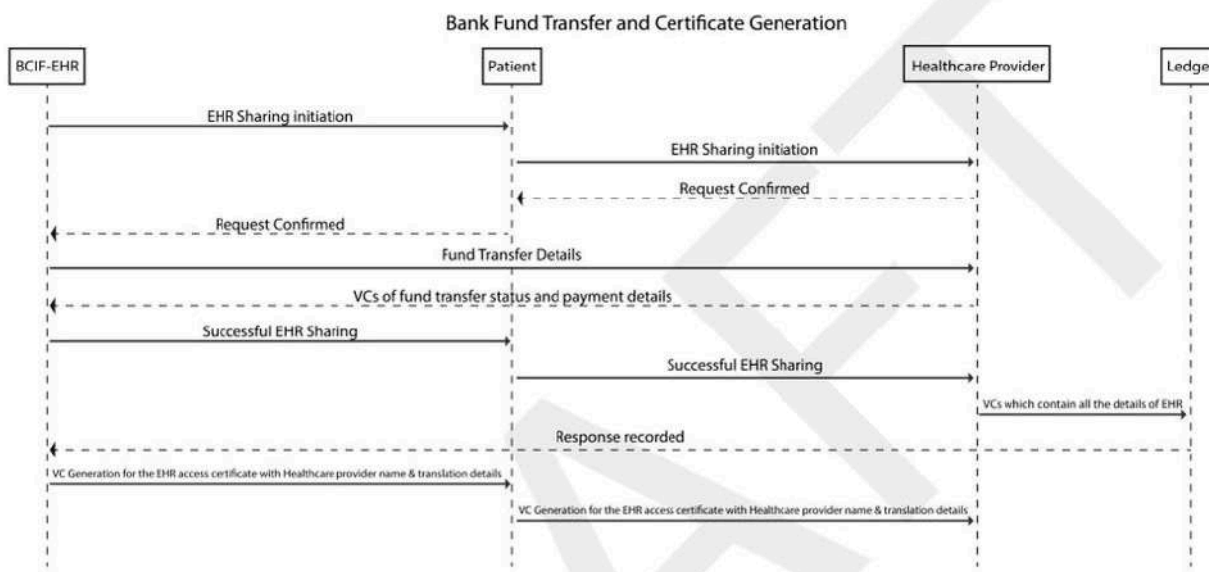 Bank Fund Transfer and Certificate Generation
BCIF-EHR
Patient
Healthcare Provider
Ledge
EHR Sharing initiation
EHR Sharing initiation
Request Confirmed
Request Confirmed
Fund Transfer Details
VCs of fund transfer status and payment details
Successful EHR Sharing
Successful EHR Sharing
VCs which contain all the details of EHR
Response recorded
VC Generation for the EHR access certificate with Healthcare provider name & translation details
VC Generation for the EHR access certificate with Healthcare provider name & translation details